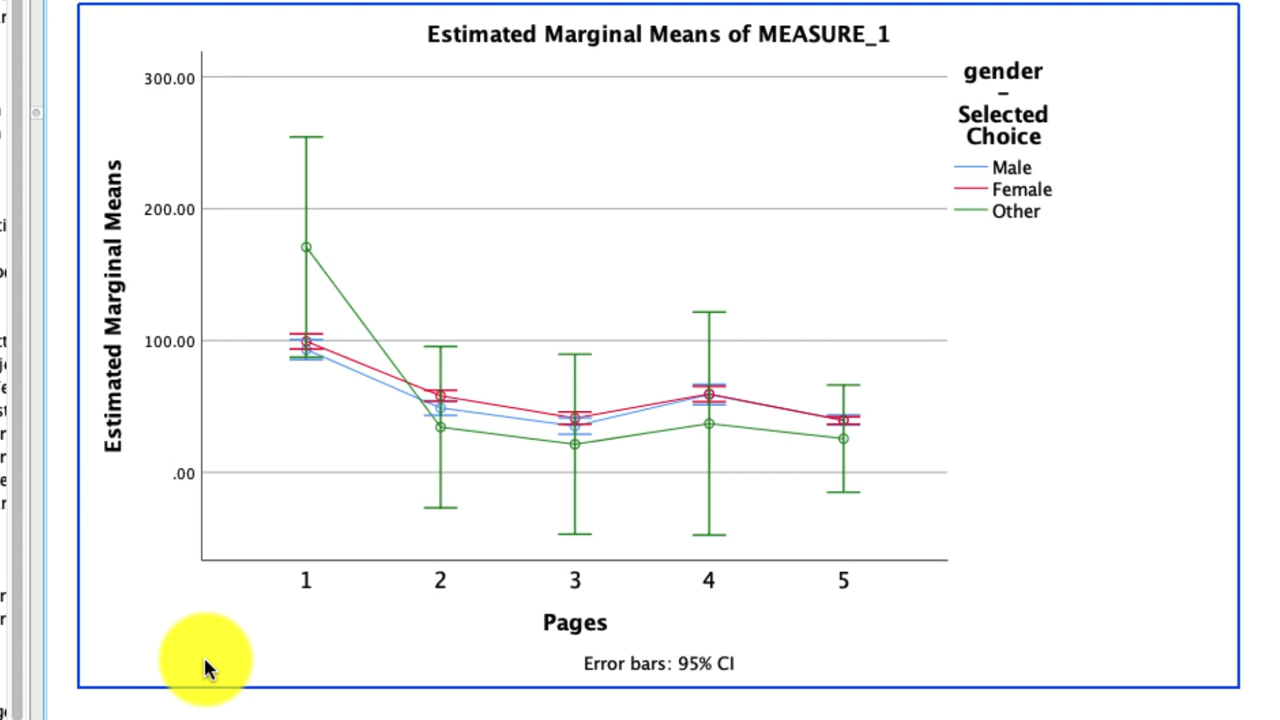 Estimated Marginal Means of MEASURE_1
gender
–
Selected
Choice
Male
Female
Other
Estimated Marginal Means
300.00
200.00
100.00
.00
1 2 3 4 5
Pages
Error bars: 95% CI